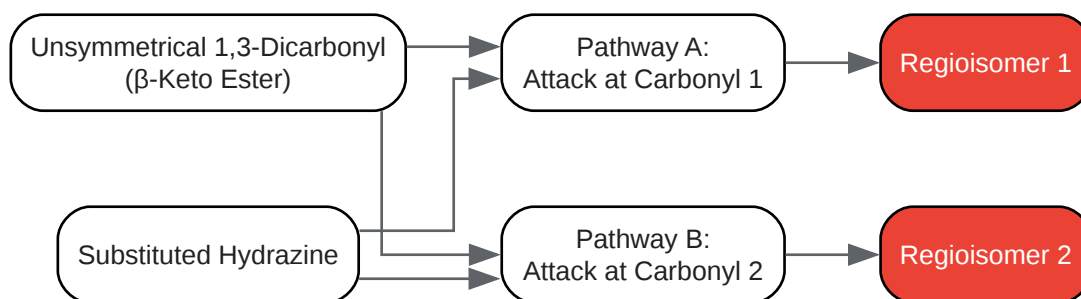 Unsymmetrical 1,3-Dicarbonyl
(β-Keto Ester)
Pathway A:
Attack at Carbonyl 1
Regioisomer 1
Substituted Hydrazine
Pathway B:
Attack at Carbonyl 2
Regioisomer 2